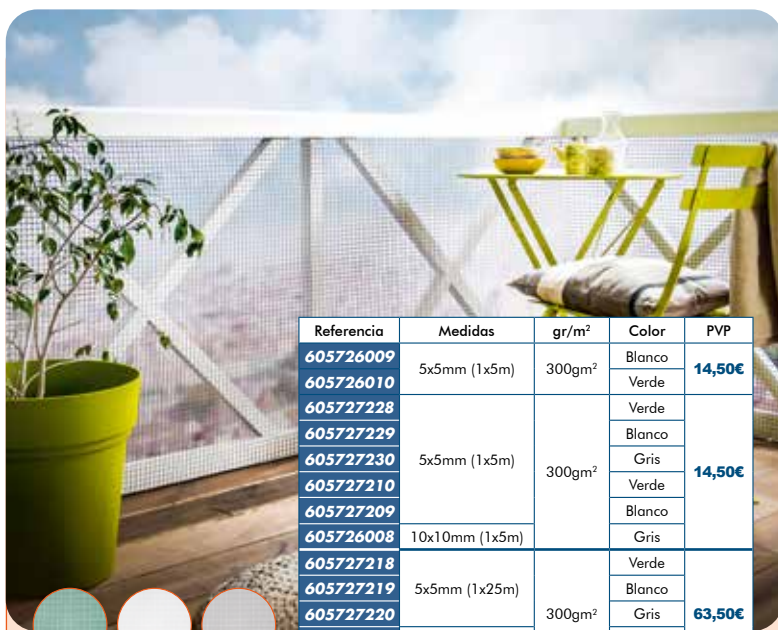 Referencia Medidas gr/m² Color PVP
605726009 5x5mm (1x5m) 300gm² Blanco 14,50€
605726010 Verde
605727228 5x5mm (1x5m) 300gm² Verde 14,50€
605727229 Blanco
605727230 Gris
605727210 Verde
605727209 Blanco
605726008 10x10mm (1x5m) Gris
605727218 5x5mm (1x25m) 300gm² Verde 63,50€
605727219 Blanco
605727220 Gris